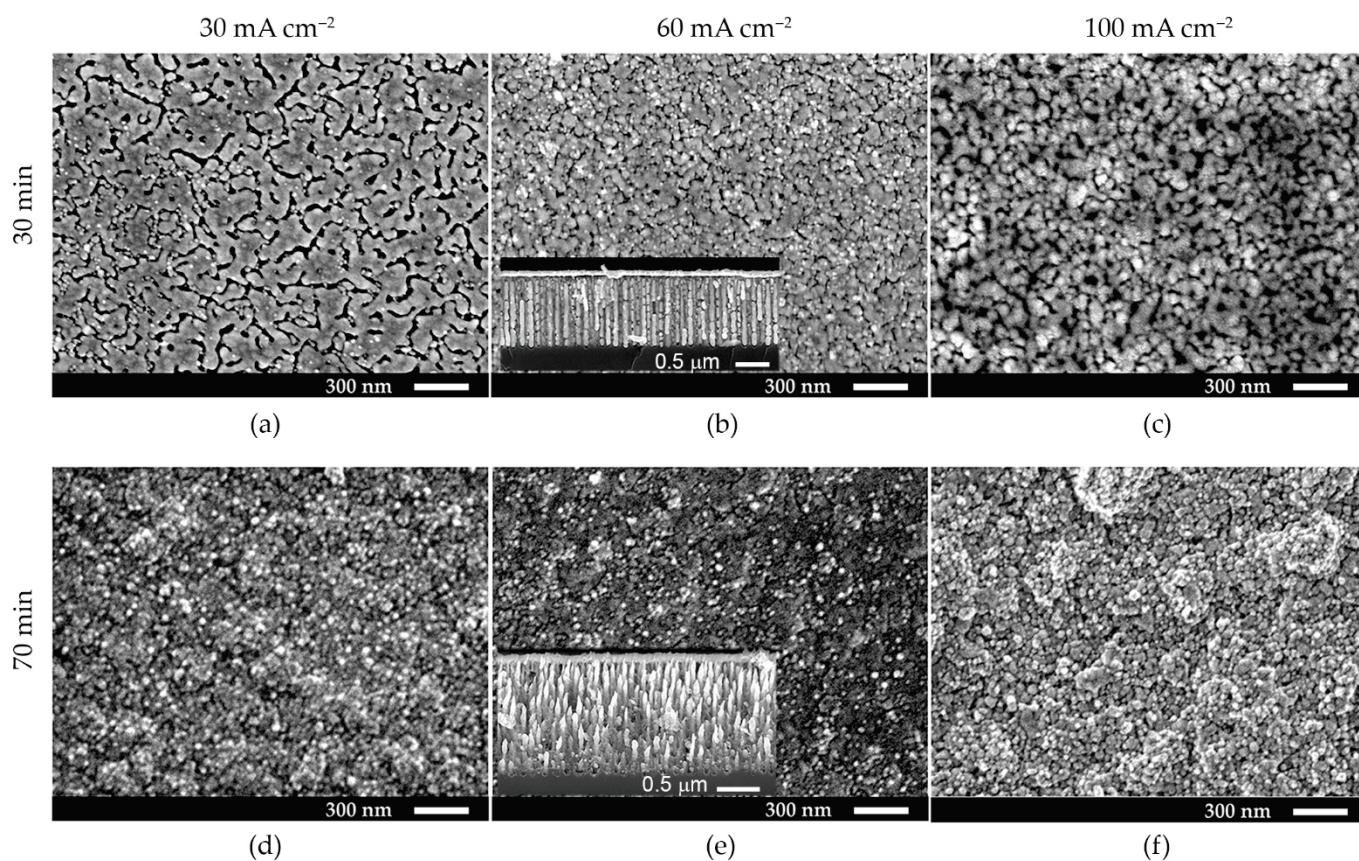 30 mA cm⁻²
60 mA cm⁻²
100 mA cm⁻²
30 min
0.5 μm
300 nm
300 nm
300 nm
(a)
(b)
(c)
70 min
0.5 μm
300 nm
300 nm
300 nm
(d)
(e)
(f)